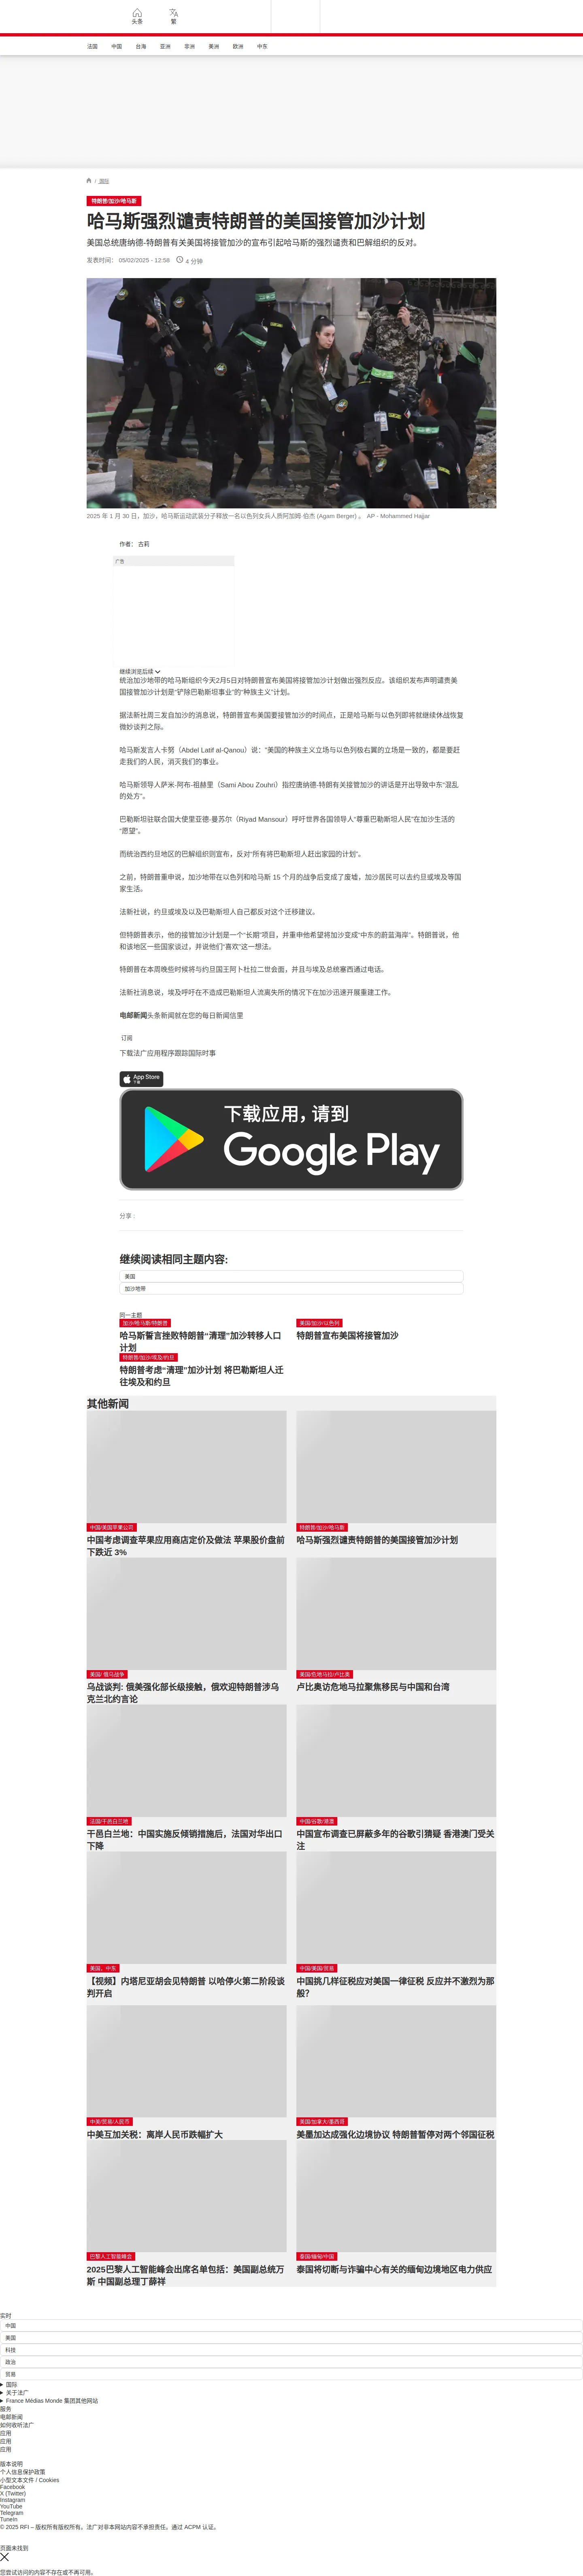 头条
繁
法国
中国
台海
亚洲
非洲
美洲
欧洲
中东
/ 国际
特朗普/加沙/哈马斯
哈马斯强烈谴责特朗普的美国接管加沙计划
美国总统唐纳德-特朗普有关美国将接管加沙的宣布引起哈马斯的强烈谴责和巴解组织的反对。
发表时间： 05/02/2025 - 12:58
4 分钟
2025 年 1 月 30 日，加沙，哈马斯运动武装分子释放一名以色列女兵人质阿加姆·伯杰 (Agam Berger) 。 AP - Mohammed Hajjar
作者： 古莉
广告
继续浏览后续
统治加沙地带的哈马斯组织今天2月5日对特朗普宣布美国将接管加沙计划做出强烈反应。该组织发布声明谴责美
国接管加沙计划是“铲除巴勒斯坦事业”的“种族主义”计划。
据法新社周三发自加沙的消息说，特朗普宣布美国要接管加沙的时间点，正是哈马斯与以色列即将就继续休战恢复
微妙谈判之际。
哈马斯发言人卡努（Abdel Latif al-Qanou）说：“美国的种族主义立场与以色列极右翼的立场是一致的，都是要赶
走我们的人民，消灭我们的事业。
哈马斯领导人萨米-阿布-祖赫里（Sami Abou Zouhri）指控唐纳德-特朗有关接管加沙的讲话是开出导致中东“混乱
的处方”。
巴勒斯坦驻联合国大使里亚德-曼苏尔（Riyad Mansour）呼吁世界各国领导人“尊重巴勒斯坦人民”在加沙生活的
“愿望”。
而统治西约旦地区的巴解组织则宣布，反对“所有将巴勒斯坦人赶出家园的计划”。
之前，特朗普重申说，加沙地带在以色列和哈马斯 15 个月的战争后变成了废墟，加沙居民可以去约旦或埃及等国
家生活。
法新社说，约旦或埃及以及巴勒斯坦人自己都反对这个迁移建议。
但特朗普表示，他的接管加沙计划是一个“长期”项目，并重申他希望将加沙变成“中东的蔚蓝海岸”。特朗普说，他
和该地区一些国家谈过，并说他们“喜欢”这一想法。
特朗普在本周晚些时候将与约旦国王阿卜杜拉二世会面，并且与埃及总统塞西通过电话。
法新社消息说，埃及呼吁在不造成巴勒斯坦人流离失所的情况下在加沙迅速开展重建工作。
电邮新闻头条新闻就在您的每日新闻信里
订阅
下载法广应用程序跟踪国际时事
App Store
下载
下载应用，请到
Google Play
分享 :
继续阅读相同主题内容:
美国
加沙地带
同一主题
加沙/哈马斯/特朗普
哈马斯誓言挫败特朗普“清理”加沙转移人口
计划
美国/加沙/以色列
特朗普宣布美国将接管加沙
特朗普/加沙/埃及/约旦
特朗普考虑“清理”加沙计划 将巴勒斯坦人迁
往埃及和约旦
其他新闻
中国/美国苹果公司
中国考虑调查苹果应用商店定价及做法 苹果股价盘前
下跌近 3%
特朗普/加沙/哈马斯
哈马斯强烈谴责特朗普的美国接管加沙计划
美国/ 俄乌战争
乌战谈判: 俄美强化部长级接触，俄欢迎特朗普涉乌
克兰北约言论
美国/危地马拉/卢比奥
卢比奥访危地马拉聚焦移民与中国和台湾
法国/干邑白兰地
干邑白兰地：中国实施反倾销措施后，法国对华出口
下降
中国/谷歌/港澳
中国宣布调查已屏蔽多年的谷歌引猜疑 香港澳门受关
注
美国，中东
【视频】内塔尼亚胡会见特朗普 以哈停火第二阶段谈
判开启
中国/美国/贸易
中国挑几样征税应对美国一律征税 反应并不激烈为那
般？
中美/贸易/人民币
中美互加关税：离岸人民币跌幅扩大
美国/加拿大/墨西哥
美墨加达成强化边境协议 特朗普暂停对两个邻国征税
巴黎人工智能峰会
2025巴黎人工智能峰会出席名单包括：美国副总统万
斯 中国副总理丁薛祥
泰国/缅甸/中国
泰国将切断与诈骗中心有关的缅甸边境地区电力供应
实时
中国
美国
科技
政治
贸易
国际
关于法广
France Médias Monde 集团其他网站
服务
电邮新闻
如何收听法广
应用
应用
应用
版本说明
个人信息保护政策
小型文本文件 / Cookies
Facebook
X (Twitter)
Instagram
YouTube
Telegram
TuneIn
© 2025 RFI – 版权所有版权所有。法广对非本网站内容不承担责任。通过 ACPM 认证。
页面未找到
您尝试访问的内容不存在或不再可用。